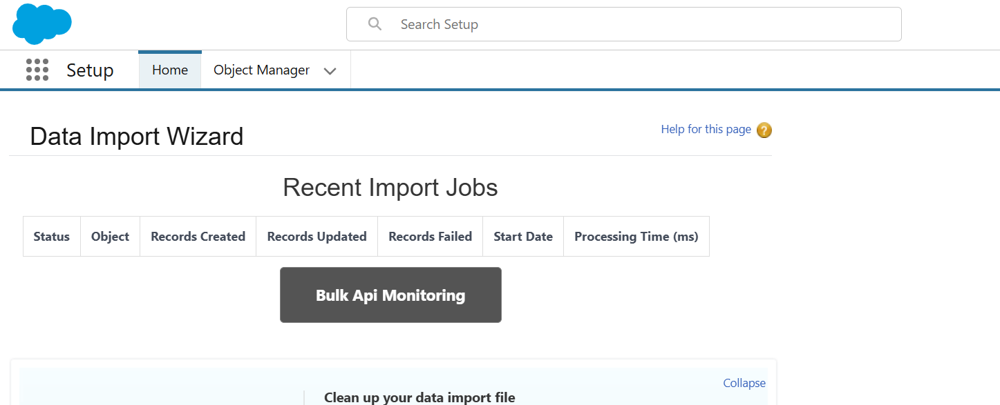 Search Setup
Setup Home Object Manager
Data Import Wizard
Help for this page ?
Recent Import Jobs
Status Object Records Created Records Updated Records Failed Start Date Processing Time (ms)
Bulk Api Monitoring
Collapse
Clean up your data import file